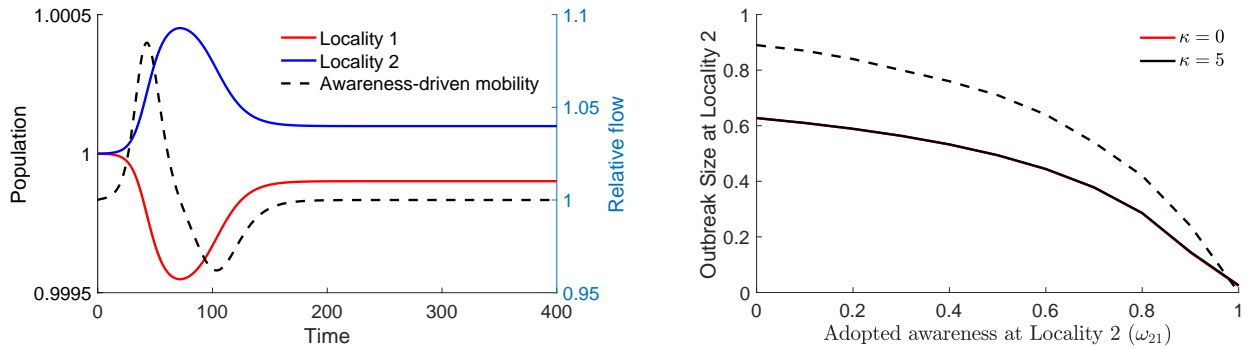 1.0005
1
0.9995
Population
0
100
200
300
400
Time
1.1
1.05
1
0.95
Relative flow
Locality 1
Locality 2
Awareness-driven mobility
1
0.8
0.6
0.4
0.2
0
Outbreak Size at Locality 2
0
0.2
0.4
0.6
0.8
1
Adopted awareness at Locality 2 (ω₂₁)
κ = 0
κ = 5